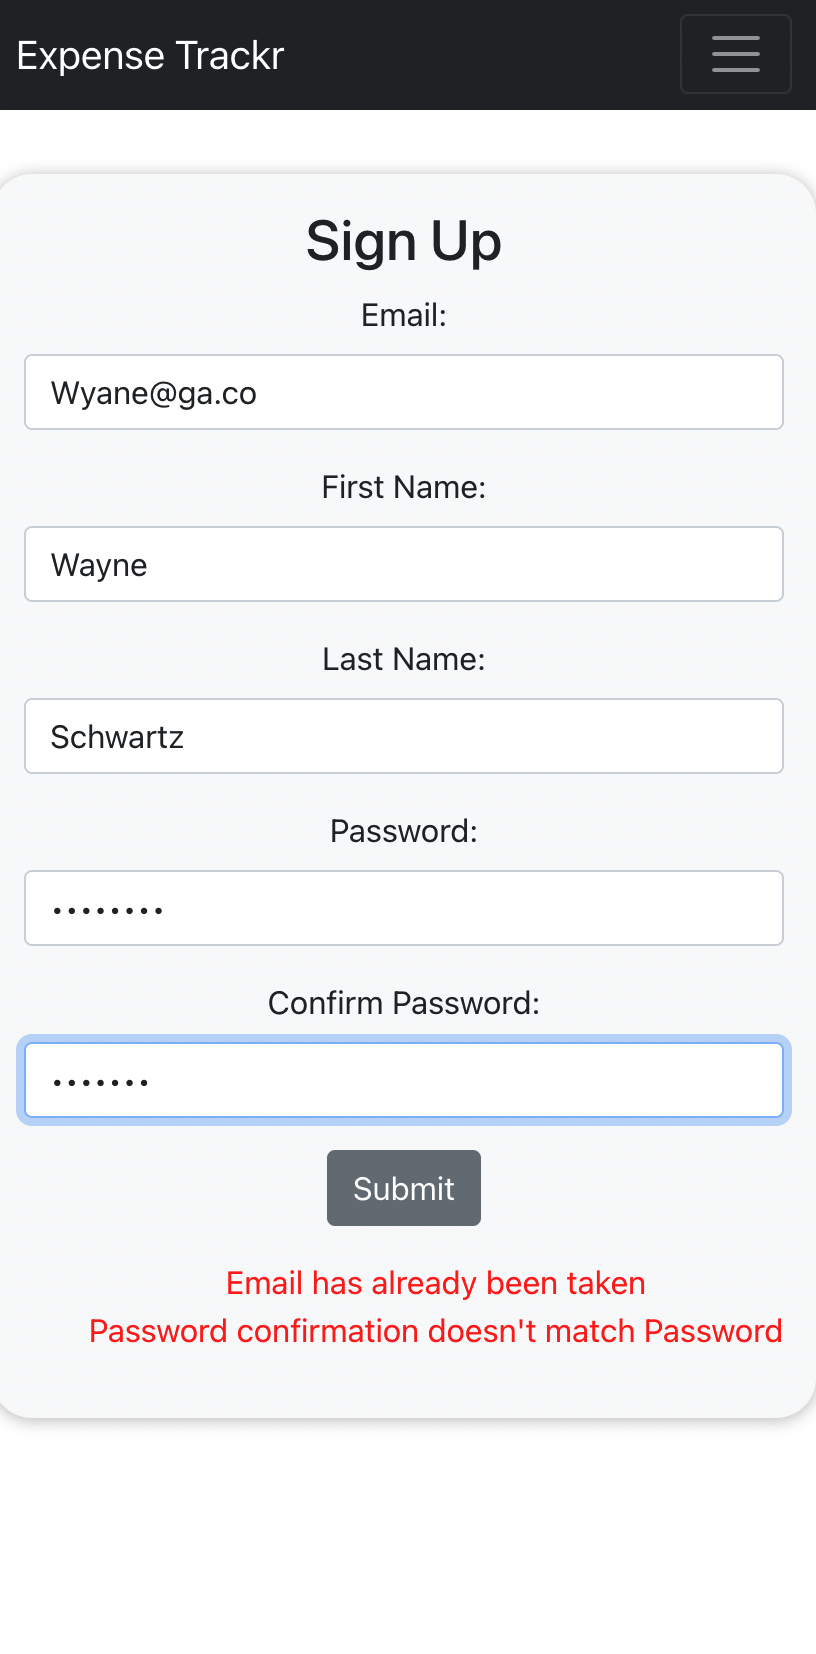 Expense Trackr
Sign Up
Email:
Wyane@ga.co
First Name:
Wayne
Last Name:
Schwartz
Password:
••••••••
Confirm Password:
•••••••
Submit
Email has already been taken
Password confirmation doesn't match Password